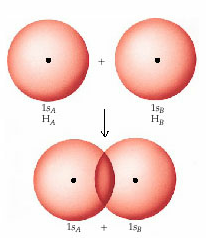 +
1s_A 1s_B
H_A H_B
1s_A + 1s_B